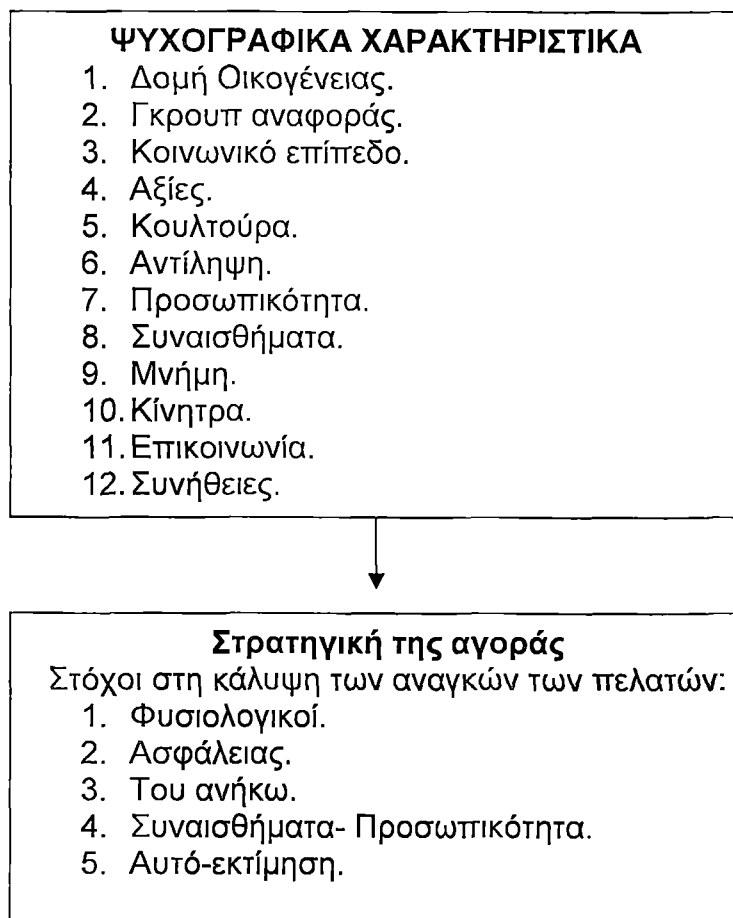 ΨΥΧΟΓΡΑΦΙΚΑ ΧΑΡΑΚΤΗΡΙΣΤΙΚΑ
1. Δομή Οικογένειας.
2. Γκρουπ αναφοράς.
3. Κοινωνικό επίπεδο.
4. Αξίες.
5. Κουλτούρα.
6. Αντίληψη.
7. Προσωπικότητα.
8. Συναισθήματα.
9. Μνήμη.
10. Κίνητρα.
11. Επικοινωνία.
12. Συνήθειες.
Στρατηγική της αγοράς
Στόχοι στη κάλυψη των αναγκών των πελατών:
1. Φυσιολογικοί.
2. Ασφάλειας.
3. Του ανήκω.
4. Συναισθήματα- Προσωπικότητα.
5. Αυτό-εκτίμηση.